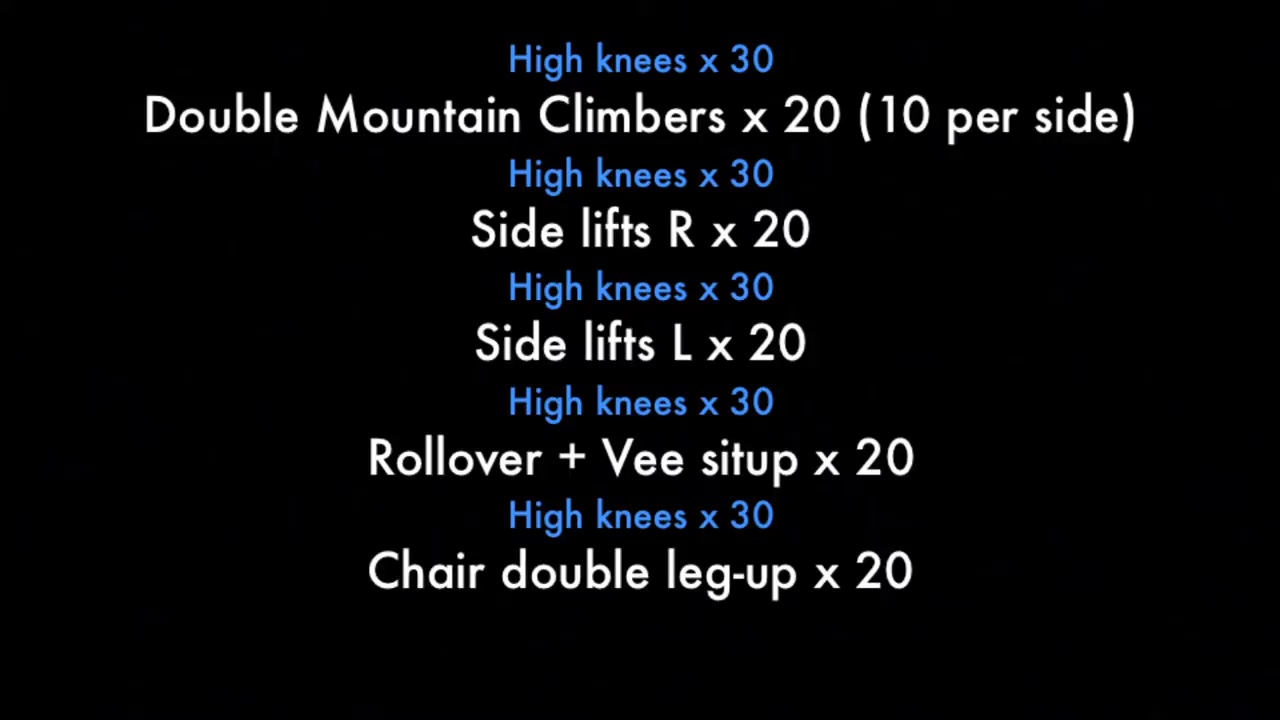 High knees x 30
Double Mountain Climbers x 20 (10 per side)
High knees x 30
Side lifts R x 20
High knees x 30
Side lifts L x 20
High knees x 30
Rollover + Vee situp x 20
High knees x 30
Chair double leg-up x 20